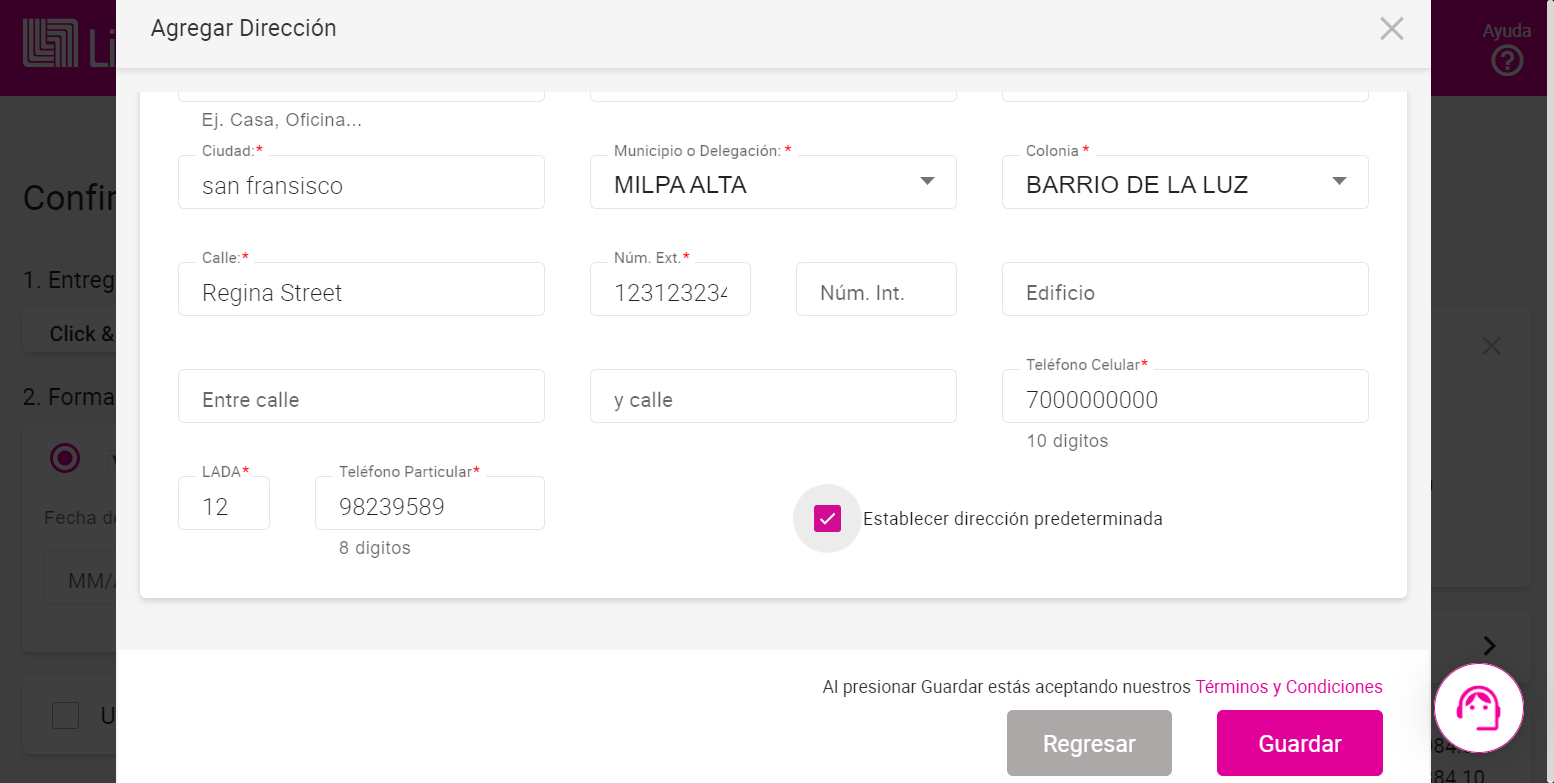 Agregar Dirección
Li
Ayuda
Ej. Casa, Oficina...
Ciudad:*
san fransisco
Municipio o Delegación: *
MILPA ALTA
Colonia *
BARRIO DE LA LUZ
Confir
1. Entreg
Click &
2. Forma
Calle:*
Regina Street
Núm. Ext.*
123123234
Núm. Int.
Edificio
Entre calle
y calle
Teléfono Celular*
7000000000
10 digitos
LADA*
12
Teléfono Particular*
98239589
8 digitos
Establecer dirección predeterminada
Fecha de
MM/
U
Al presionar Guardar estás aceptando nuestros Términos y Condiciones
Regresar
Guardar
84.10